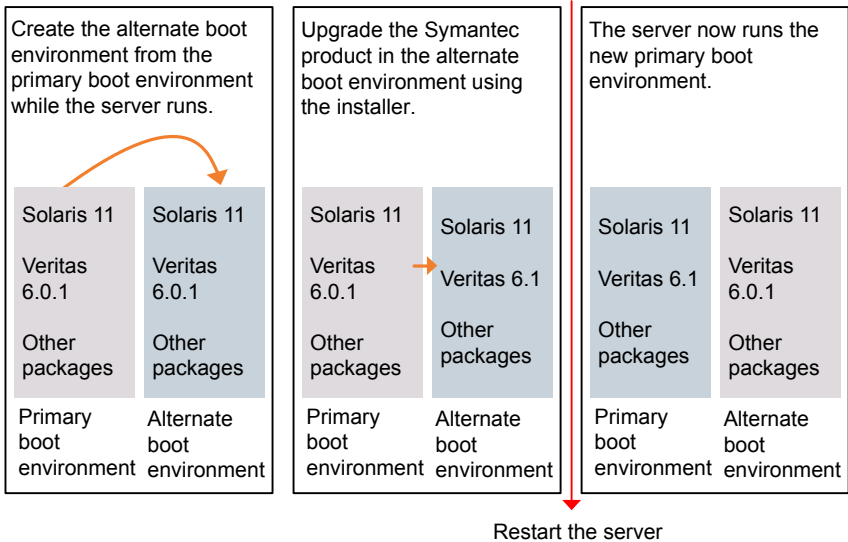 Create the alternate boot
environment from the
primary boot environment
while the server runs.
Solaris 11
Veritas
6.0.1
Other
packages
Primary
boot
environment
Solaris 11
Veritas
6.0.1
Other
packages
Alternate
boot
environment
Upgrade the Symantec
product in the alternate
boot environment using
the installer.
Solaris 11
Veritas
6.0.1
Other
packages
Primary
boot
environment
Solaris 11
Veritas 6.1
Other
packages
Alternate
boot
environment
The server now runs the
new primary boot
environment.
Solaris 11
Veritas 6.1
Other
packages
Primary
boot
environment
Solaris 11
Veritas
6.0.1
Other
packages
Alternate
boot
environment
Restart the server